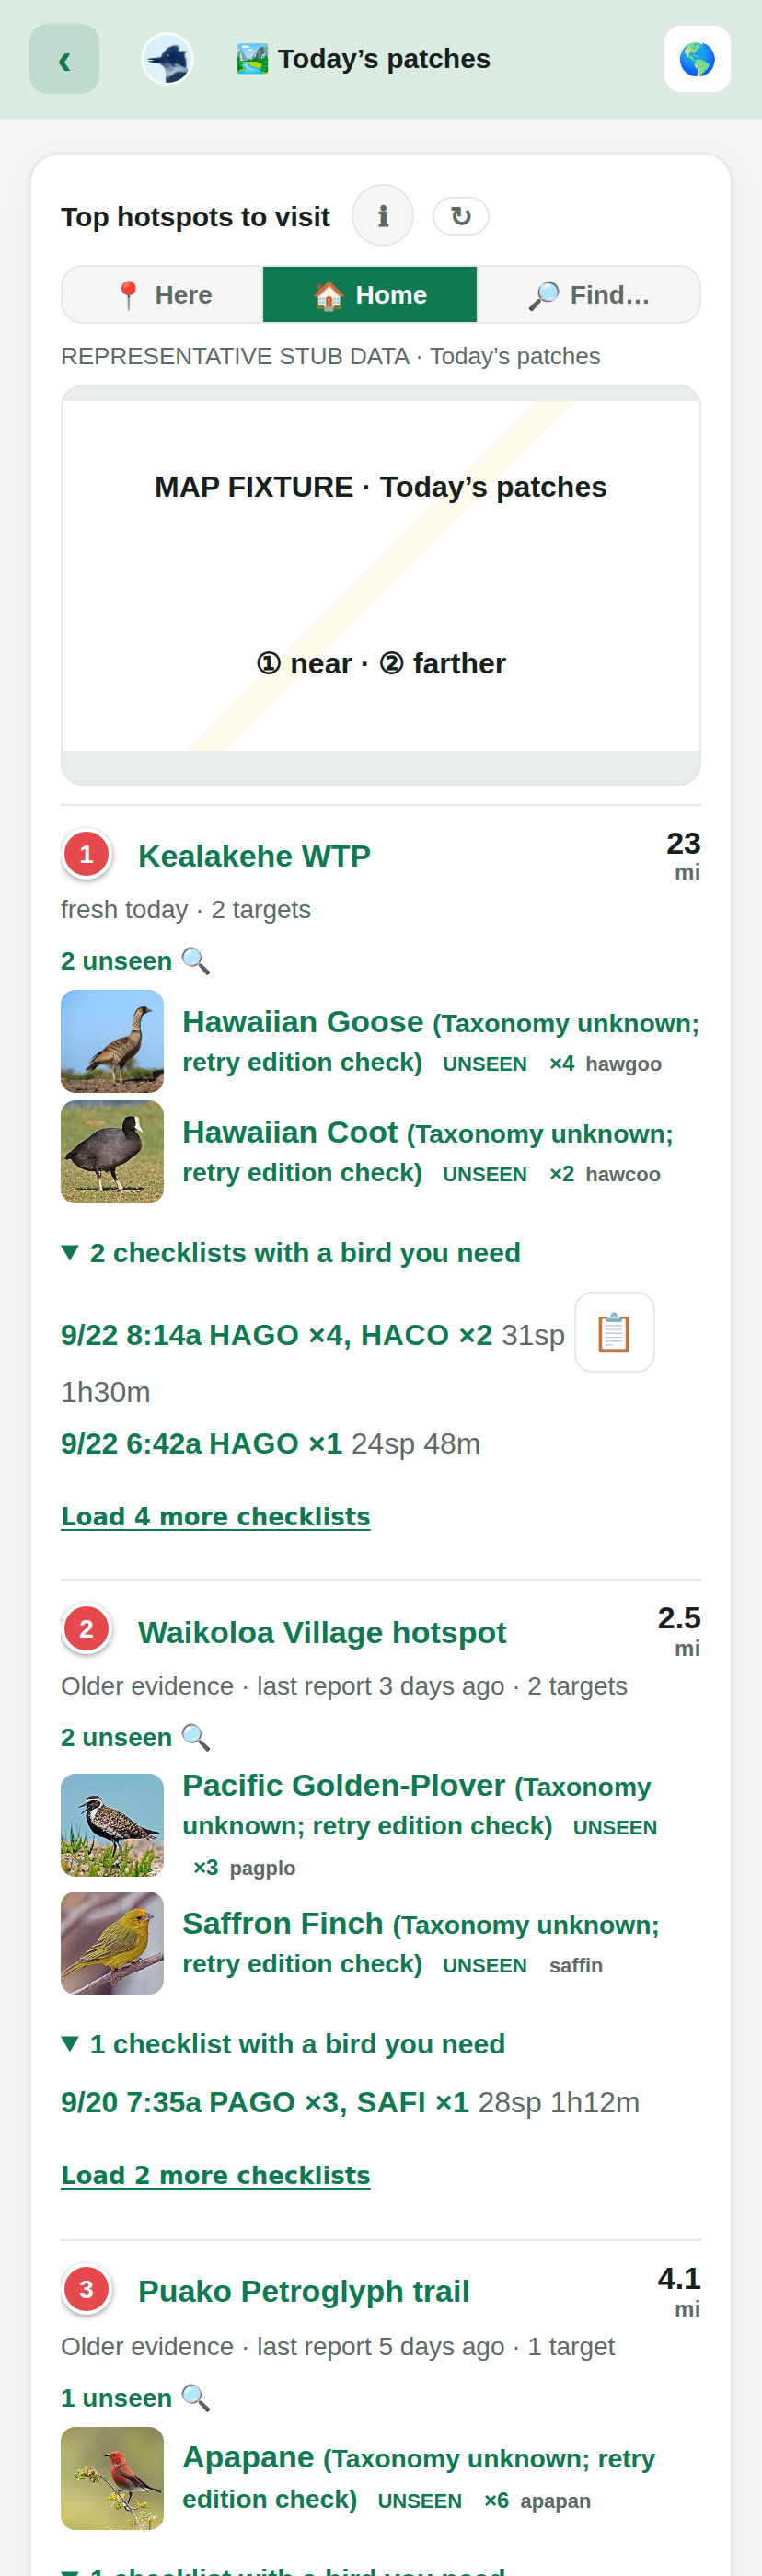 ‹ 🏞️ Today’s patches 🌎
Top hotspots to visit ℹ ↻
📍 Here 🏠 Home 🔎 Find…
REPRESENTATIVE STUB DATA · Today’s patches
MAP FIXTURE · Today’s patches
① near · ② farther
1 Kealakehe WTP 23 mi
fresh today · 2 targets
2 unseen 🔍
Hawaiian Goose (Taxonomy unknown;
retry edition check) UNSEEN ×4 hawgoo
Hawaiian Coot (Taxonomy unknown;
retry edition check) UNSEEN ×2 hawcoo
▼ 2 checklists with a bird you need
9/22 8:14a HAGO ×4, HACO ×2 31sp 📋
1h30m
9/22 6:42a HAGO ×1 24sp 48m
Load 4 more checklists
2 Waikoloa Village hotspot 2.5 mi
Older evidence · last report 3 days ago · 2 targets
2 unseen 🔍
Pacific Golden-Plover (Taxonomy
unknown; retry edition check) UNSEEN
×3 pagplo
Saffron Finch (Taxonomy unknown;
retry edition check) UNSEEN saffin
▼ 1 checklist with a bird you need
9/20 7:35a PAGO ×3, SAFI ×1 28sp 1h12m
Load 2 more checklists
3 Puako Petroglyph trail 4.1 mi
Older evidence · last report 5 days ago · 1 target
1 unseen 🔍
Apapane (Taxonomy unknown; retry
edition check) UNSEEN ×6 apapan
▼ 1 checklist with a bird you need